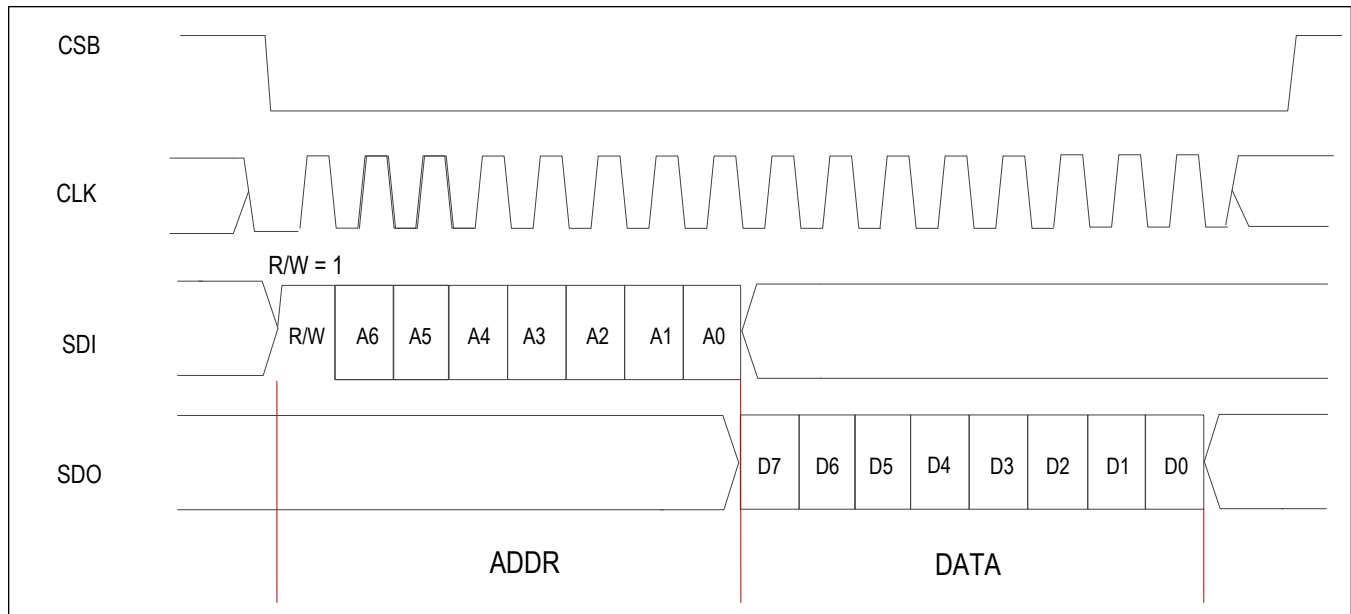 CSB
CLK
R/W = 1
SDI
R/W A6 A5 A4 A3 A2 A1 A0
SDO
D7 D6 D5 D4 D3 D2 D1 D0
ADDR DATA